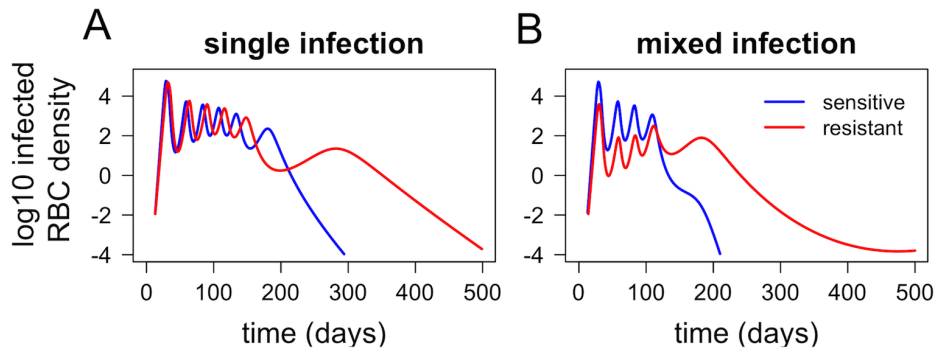 A
single infection
B
mixed infection
log10 infected
RBC density
4
2
0
-2
-4
0 100 200 300 400 500
time (days)
4
2
0
-2
-4
sensitive
resistant
0 100 200 300 400 500
time (days)